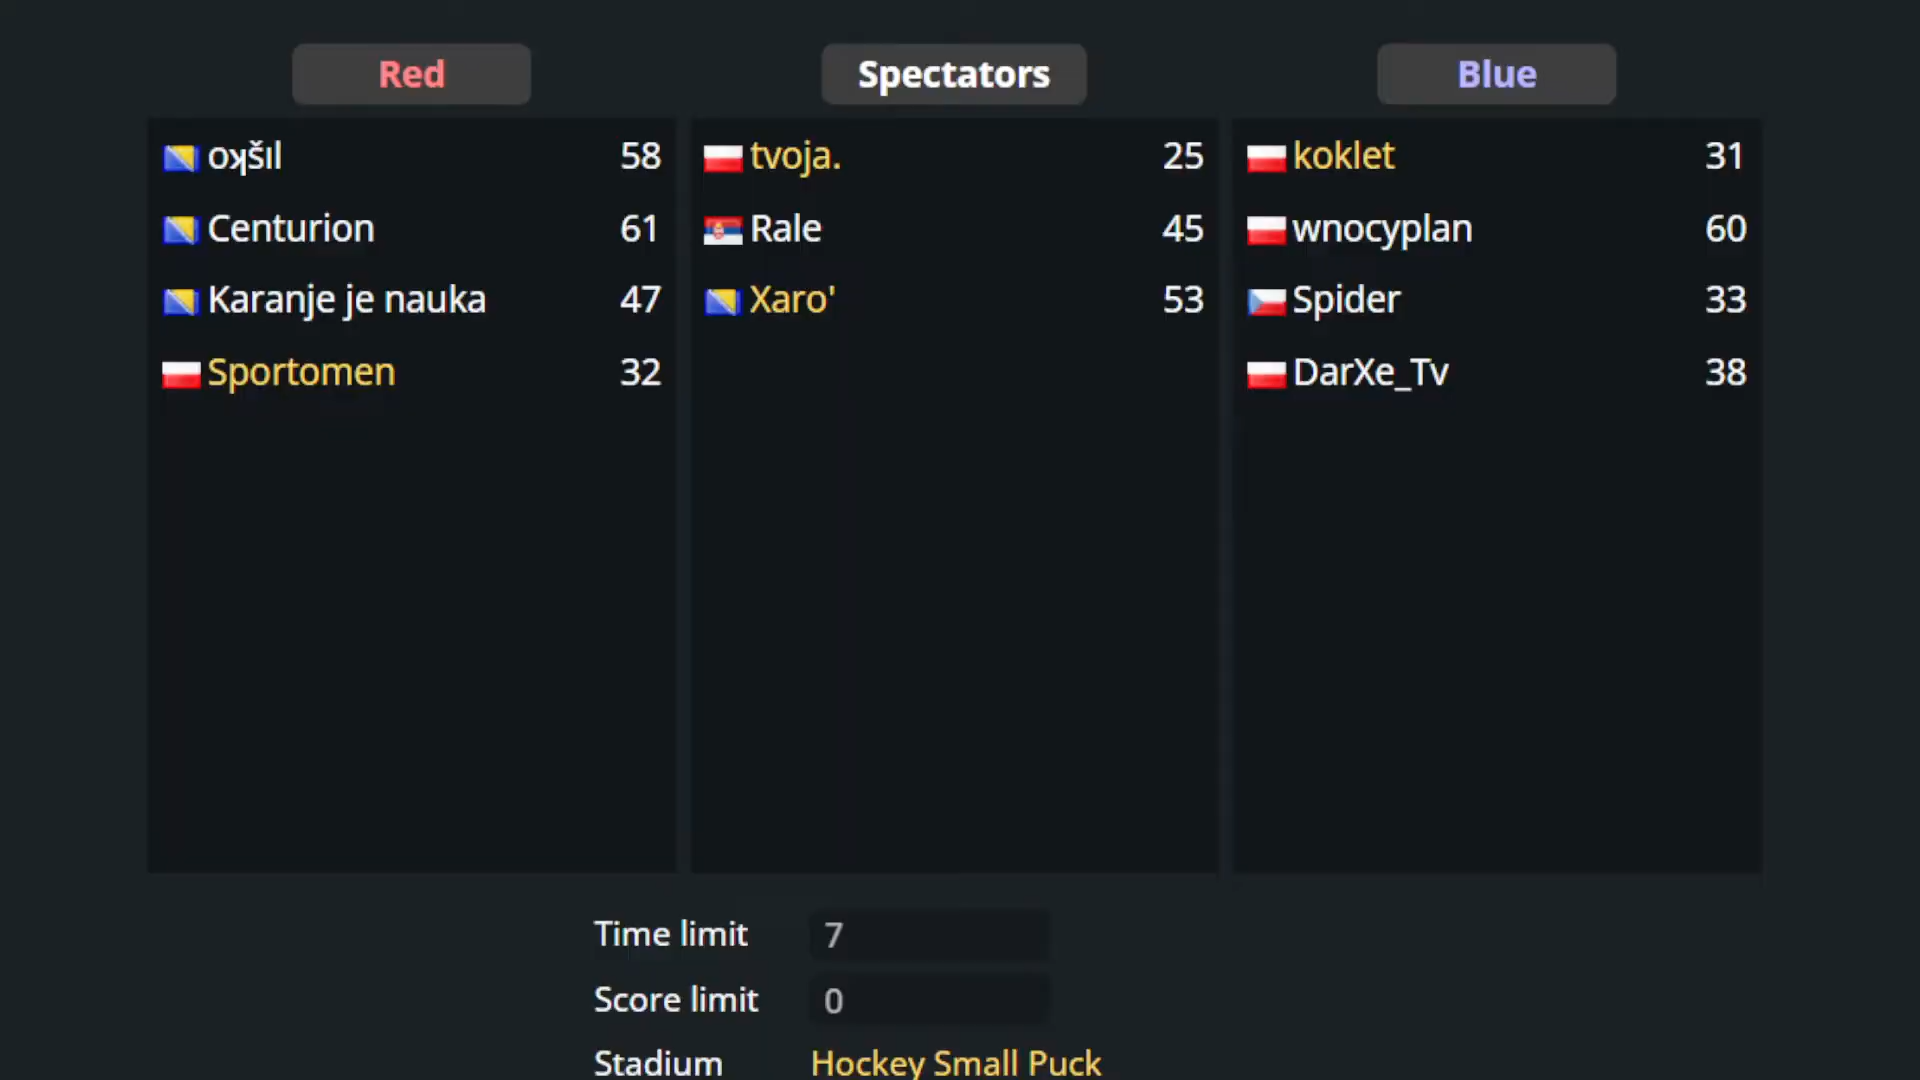 Red
Spectators
Blue
oʞšıl 58
Centurion 61
Karanje je nauka 47
Sportomen 32
tvoja. 25
Rale 45
Xaro' 53
koklet 31
wnocyplan 60
Spider 33
DarXe_Tv 38
Time limit 7
Score limit 0
Stadium Hockey Small Puck